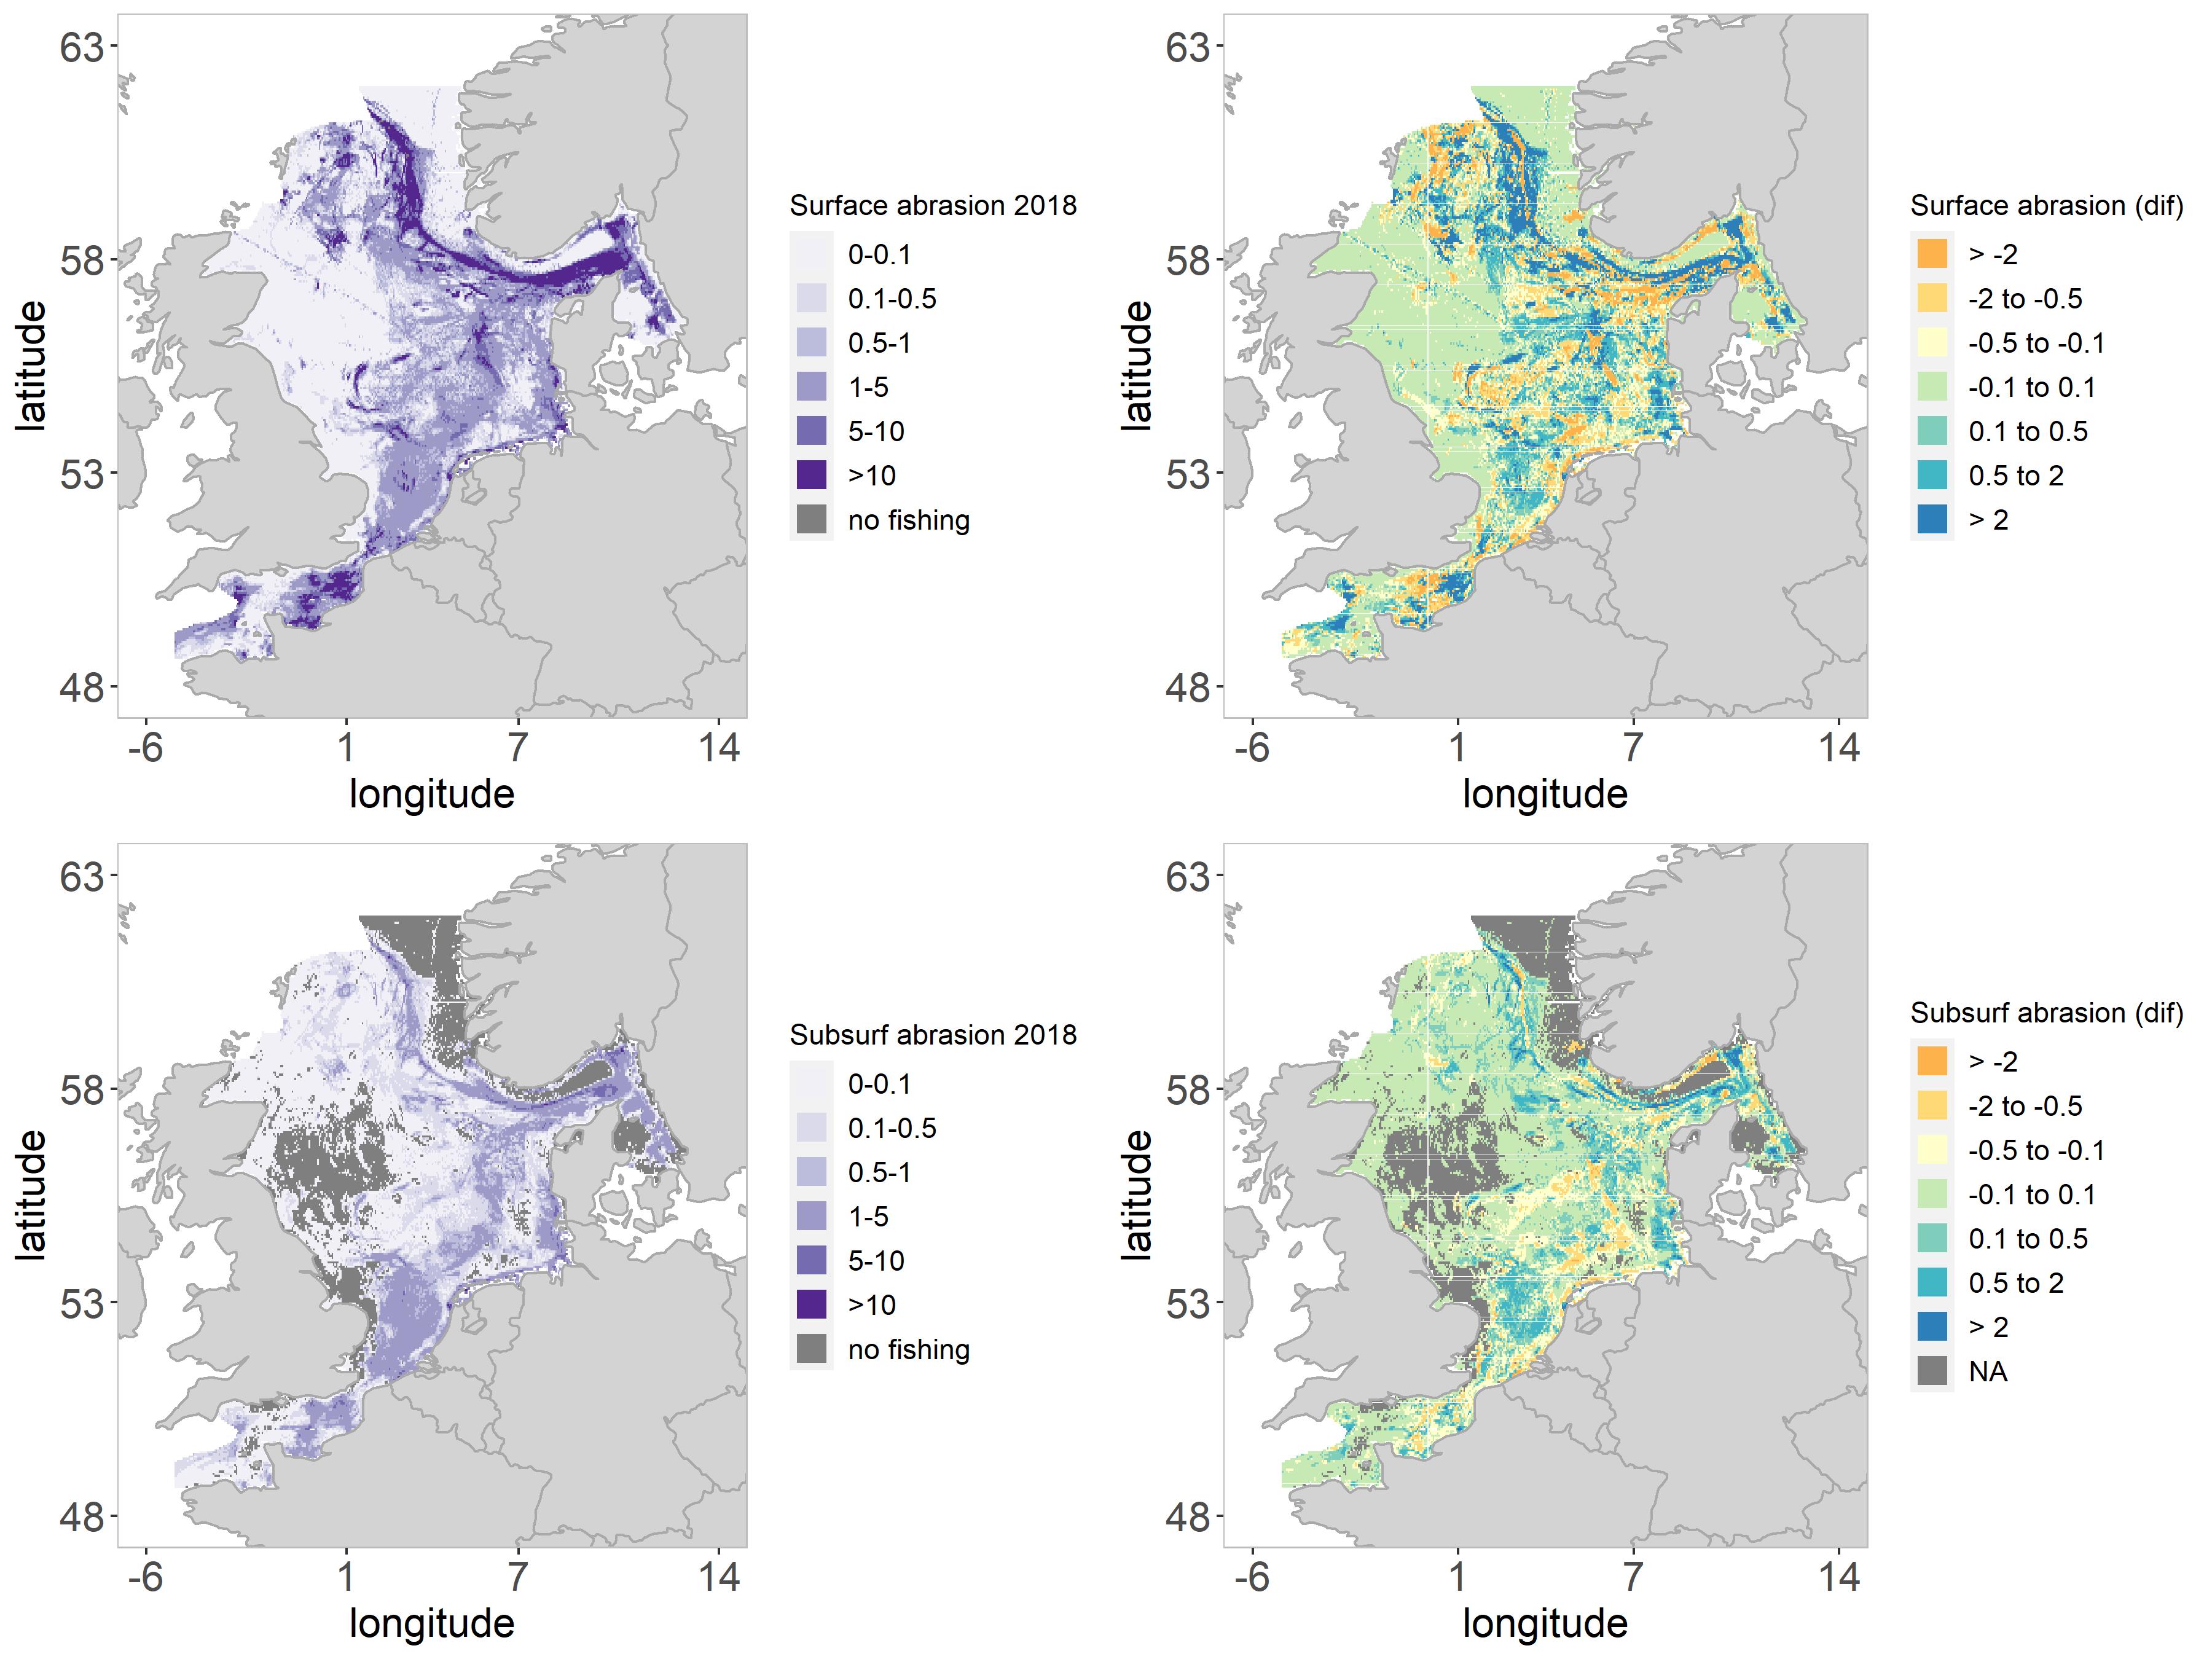 63
58
53
48
latitude
-6 1 7 14
longitude
Surface abrasion 2018
0-0.1
0.1-0.5
0.5-1
1-5
5-10
>10
no fishing
63
58
53
48
latitude
-6 1 7 14
longitude
Surface abrasion (dif)
> -2
-2 to -0.5
-0.5 to -0.1
-0.1 to 0.1
0.1 to 0.5
0.5 to 2
> 2
63
58
53
48
latitude
-6 1 7 14
longitude
Subsurf abrasion 2018
0-0.1
0.1-0.5
0.5-1
1-5
5-10
>10
no fishing
63
58
53
48
latitude
-6 1 7 14
longitude
Subsurf abrasion (dif)
> -2
-2 to -0.5
-0.5 to -0.1
-0.1 to 0.1
0.1 to 0.5
0.5 to 2
> 2
NA